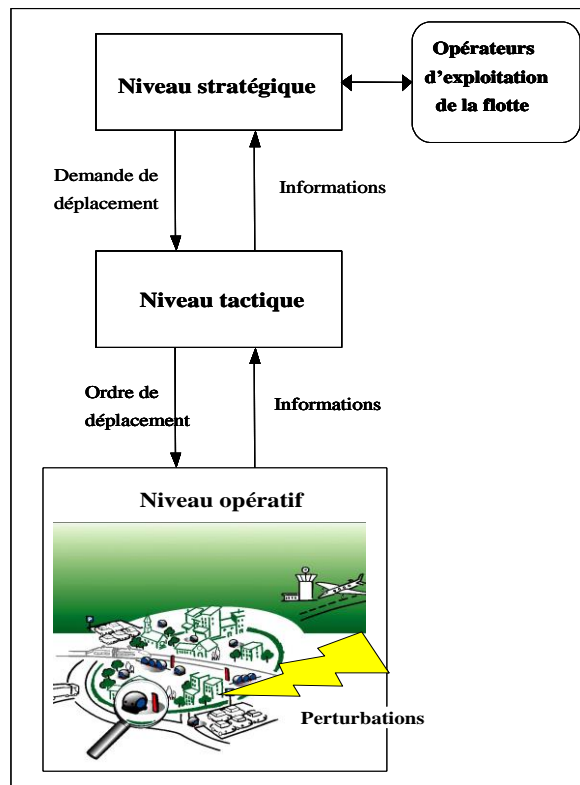 Opérateurs
d'exploitation
de la flotte
Niveau stratégique
Demande de
déplacement
Informations
Niveau tactique
Ordre de
déplacement
Informations
Niveau opératif
Perturbations